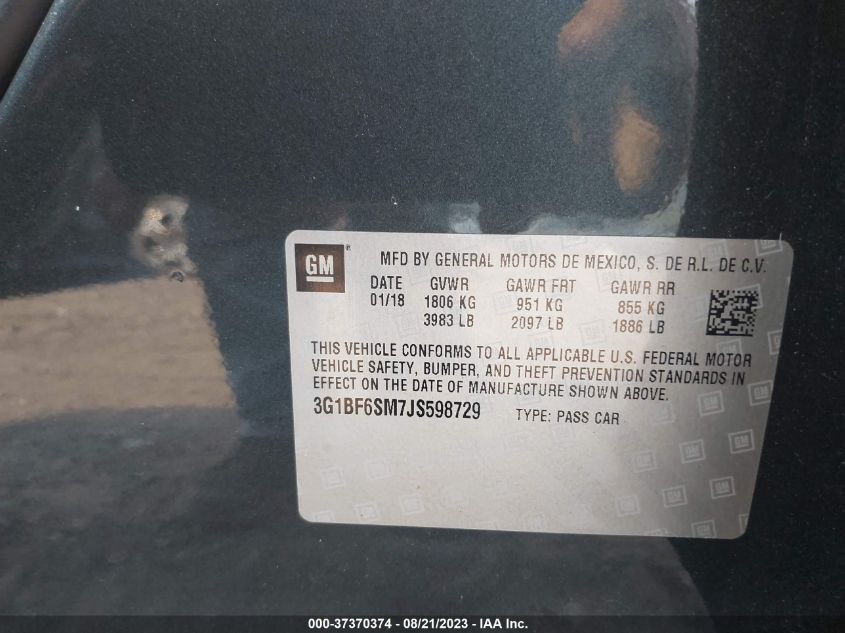 GM ®
MFD BY GENERAL MOTORS DE MEXICO, S. DE R.L. DE C.V.
DATE GVWR GAWR FRT GAWR RR
01/18 1806 KG 951 KG 855 KG
3983 LB 2097 LB 1886 LB
THIS VEHICLE CONFORMS TO ALL APPLICABLE U.S. FEDERAL MOTOR
VEHICLE SAFETY, BUMPER, AND THEFT PREVENTION STANDARDS IN
EFFECT ON THE DATE OF MANUFACTURE SHOWN ABOVE.
3G1BF6SM7JS598729 TYPE: PASS CAR
000-37370374 - 08/21/2023 - IAA Inc.